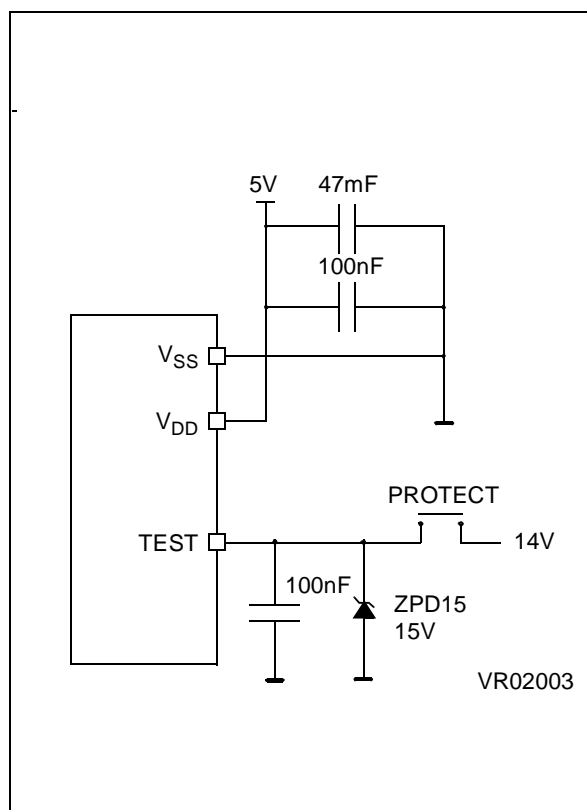 5V 47mF
100nF
VSS
VDD
PROTECT
TEST
14V
100nF
ZPD15
15V
VR02003